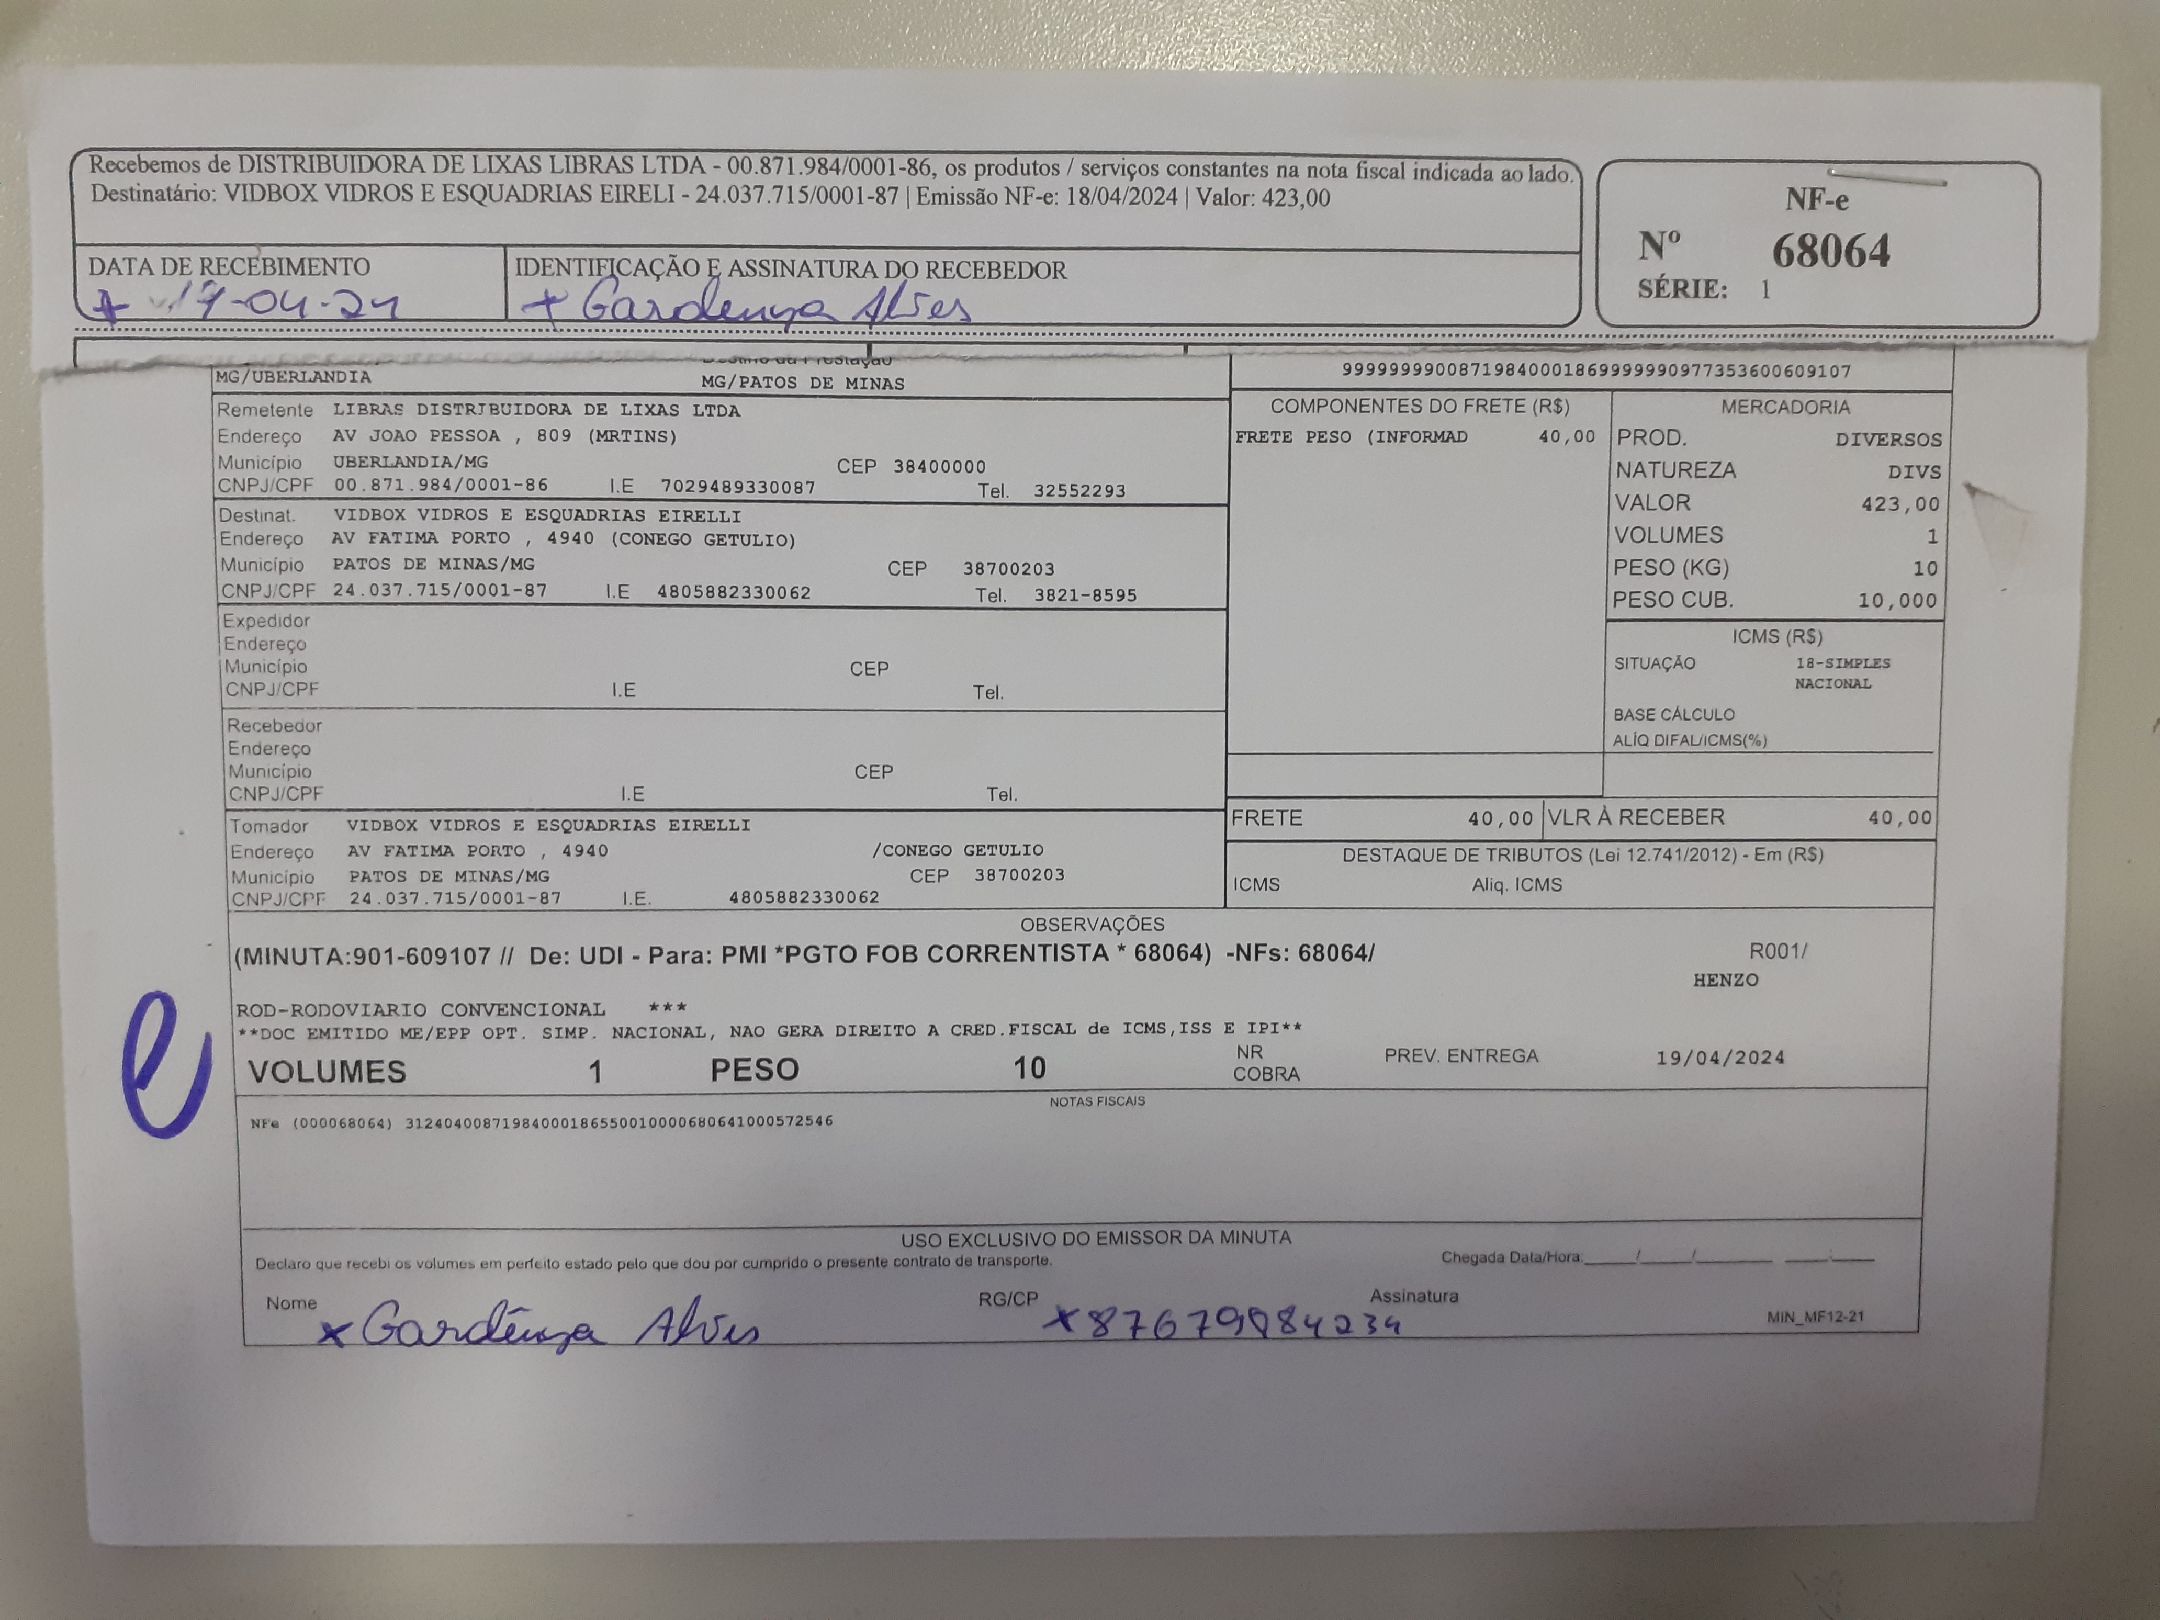 Recebemos de DISTRIBUIDORA DE LIXAS LIBRAS LTDA - 00.871.984/0001-86, os produtos / serviços constantes na nota fiscal indicada ao lado.
Destinatário: VIDBOX VIDROS E ESQUADRIAS EIRELI - 24.037.715/0001-87 | Emissão NF-e: 18/04/2024 | Valor: 423,00
NF-e
Nº 68064
SÉRIE: 1
DATA DE RECEBIMENTO
IDENTIFICAÇÃO E ASSINATURA DO RECEBEDOR
-04-24
Alves
MG/UBERLANDIA
MG/PATOS DE MINAS
999999990087198400018699999990977353600609107
Remetente LIBRAS DISTRIBUIDORA DE LIXAS LTDA
Endereço AV JOAO PESSOA , 809 (MRTINS)
Município UBERLANDIA/MG CEP 38400000
CNPJ/CPF 00.871.984/0001-86 I.E 7029489330087 Tel. 32552293
Destinat. VIDBOX VIDROS E ESQUADRIAS EIRELLI
Endereço AV FATIMA PORTO , 4940 (CONEGO GETULIO)
Município PATOS DE MINAS/MG CEP 38700203
CNPJ/CPF 24.037.715/0001-87 I.E 4805882330062 Tel. 3821-8595
Expedidor
Endereço
Município CEP
CNPJ/CPF I.E Tel.
Recebedor
Endereço
Município CEP
CNPJ/CPF I.E Tel.
Tomador VIDBOX VIDROS E ESQUADRIAS EIRELLI
Endereço AV FATIMA PORTO , 4940 /CONEGO GETULIO
Município PATOS DE MINAS/MG CEP 38700203
CNPJ/CPF 24.037.715/0001-87 I.E. 4805882330062
COMPONENTES DO FRETE (R$)
FRETE PESO (INFORMAD 40,00
MERCADORIA
PROD. DIVERSOS
NATUREZA DIVS
VALOR 423,00
VOLUMES 1
PESO (KG) 10
PESO CUB. 10,000
ICMS (R$)
SITUAÇÃO 18-SIMPLES
NACIONAL
BASE CÁLCULO
ALÍQ DIFAL/ICMS(%)
FRETE 40,00 VLR À RECEBER 40,00
DESTAQUE DE TRIBUTOS (Lei 12.741/2012) - Em (R$)
ICMS Aliq. ICMS
OBSERVAÇÕES
(MINUTA:901-609107 // De: UDI - Para: PMI *PGTO FOB CORRENTISTA * 68064) -NFs: 68064/
R001/
HENZO
ROD-RODOVIARIO CONVENCIONAL ***
**DOC EMITIDO ME/EPP OPT. SIMP. NACIONAL, NAO GERA DIREITO A CRED.FISCAL de ICMS,ISS E IPI**
VOLUMES 1 PESO 10
NR
COBRA
PREV. ENTREGA 19/04/2024
NOTAS FISCAIS
NFe (000068064) 31240400871984000186550010000680641000572546
USO EXCLUSIVO DO EMISSOR DA MINUTA
Declaro que recebi os volumes em perfeito estado pelo que dou por cumprido o presente contrato de transporte.
Chegada Data/Hora: / /
Nome RG/CP Assinatura
Alves
MIN_MF12-21